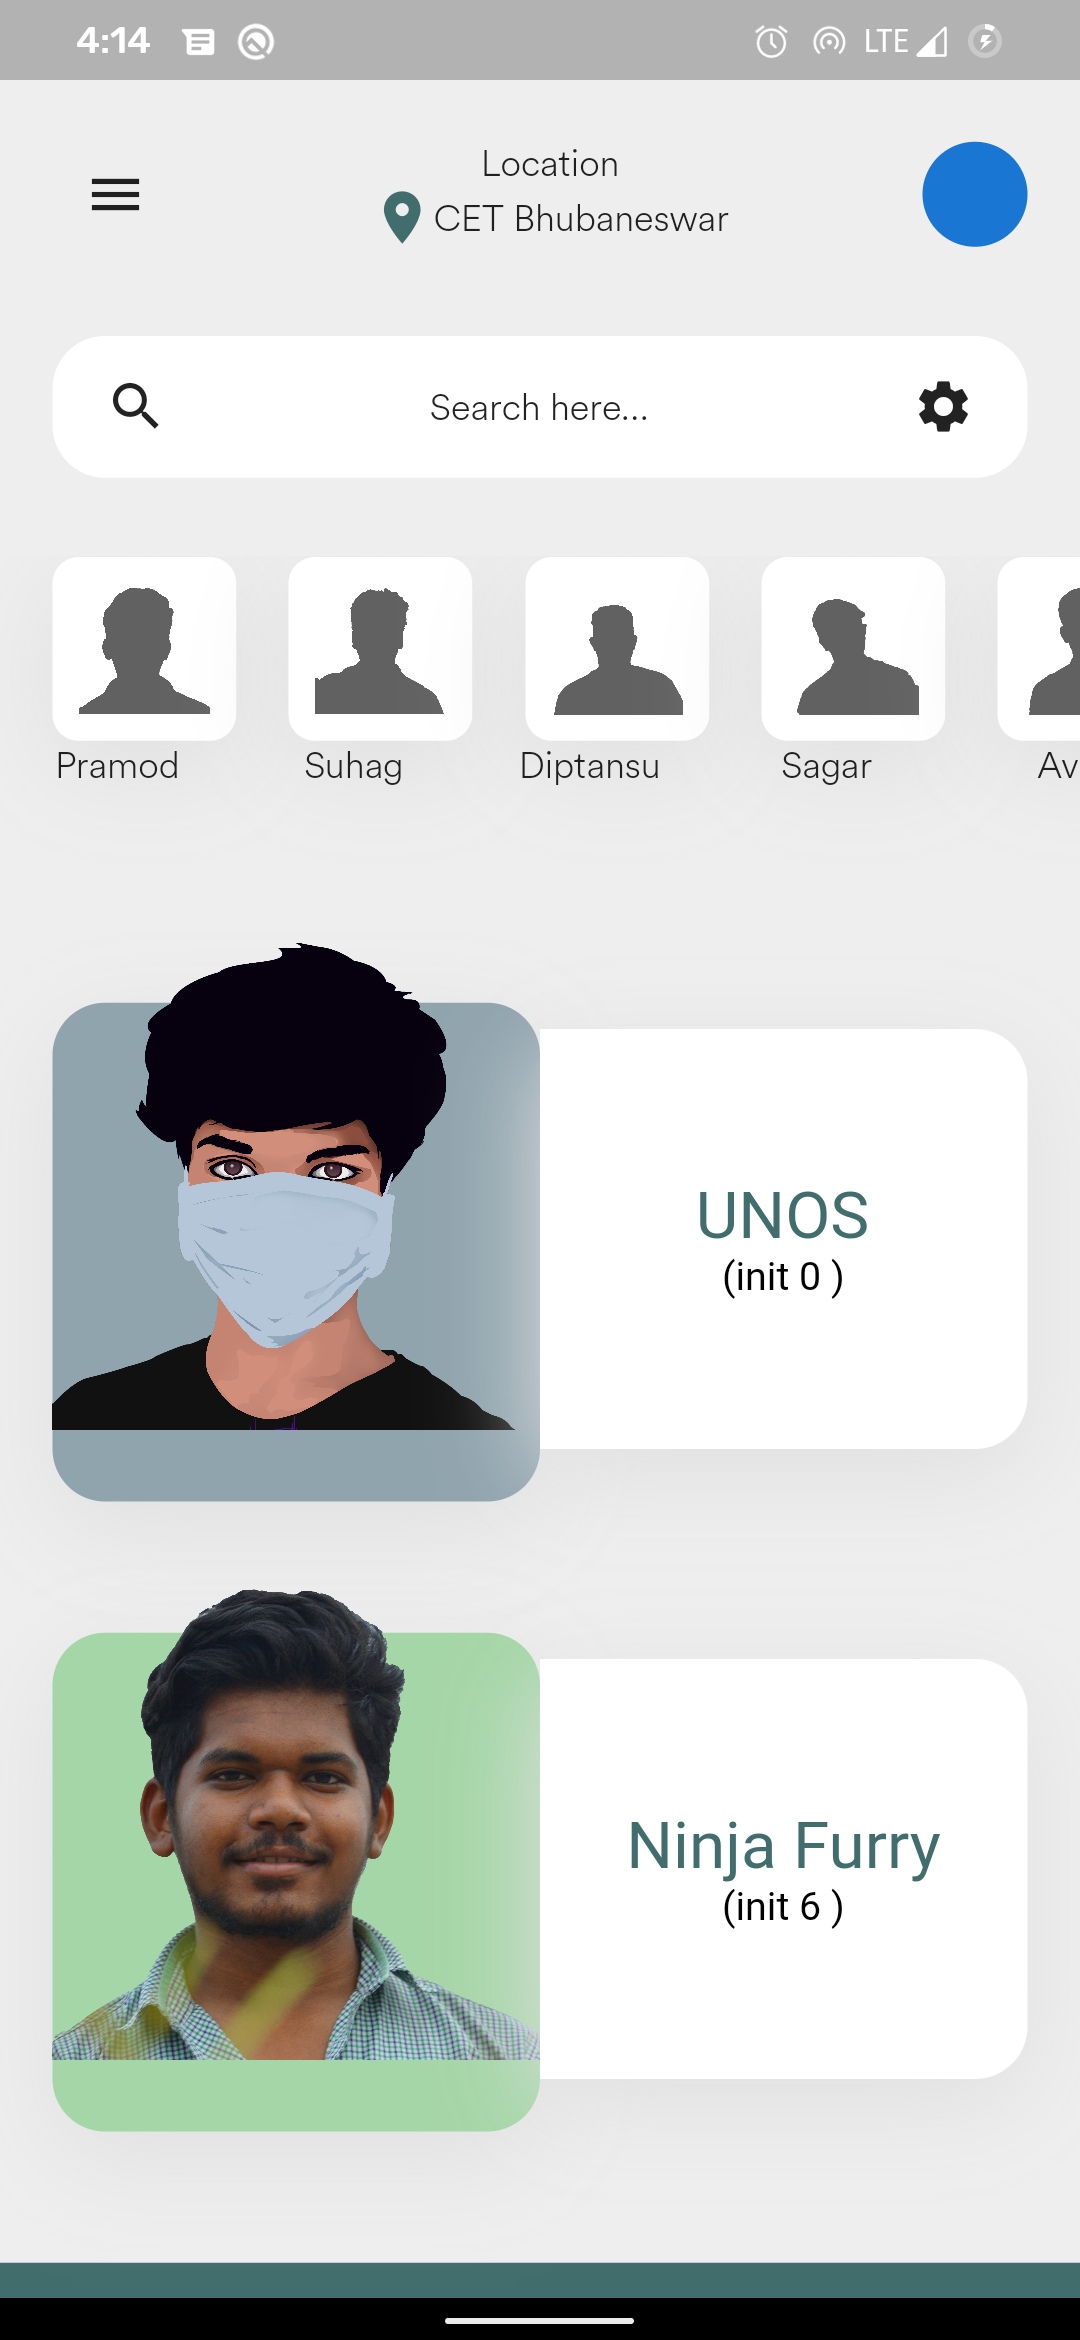 4:14
LTE
Location
CET Bhubaneswar
Search here...
Pramod
Suhag
Diptansu
Sagar
Av
UNOS
(init 0 )
Ninja Furry
(init 6 )